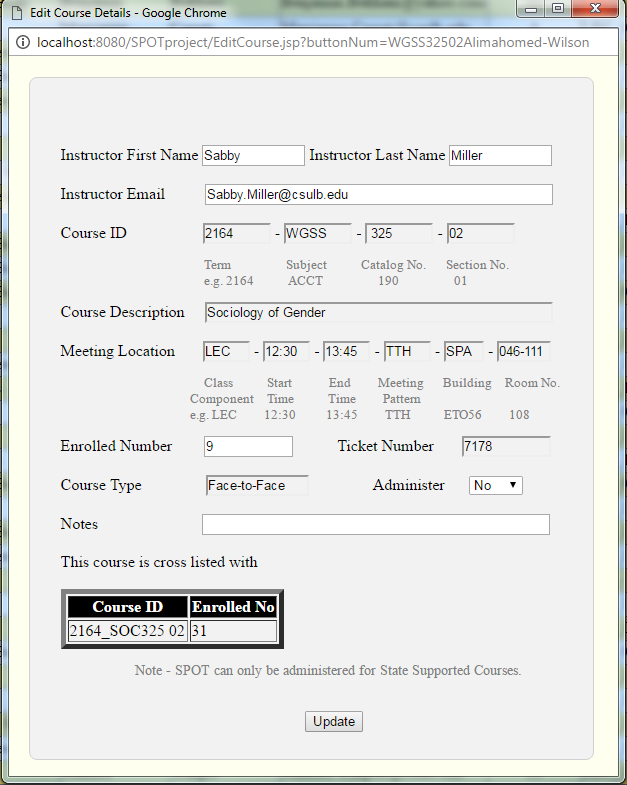 Edit Course Details - Google Chrome
localhost:8080/SPOTproject/EditCourse.jsp?buttonNum=WGSS32502Alimahomed-Wilson
Instructor First Name Sabby Instructor Last Name Miller
Instructor Email Sabby.Miller@csulb.edu
Course ID 2164 - WGSS - 325 - 02
Term Subject Catalog No. Section No.
e.g. 2164 ACCT 190 01
Course Description Sociology of Gender
Meeting Location LEC - 12:30 - 13:45 - TTH - SPA - 046-111
Class Start End Meeting Building Room No.
Component Time Time Pattern
e.g. LEC 12:30 13:45 TTH ETO56 108
Enrolled Number 9 Ticket Number 7178
Course Type Face-to-Face Administer No
Notes
This course is cross listed with
Course ID Enrolled No
2164_SOC325 02 31
Note - SPOT can only be administered for State Supported Courses.
Update